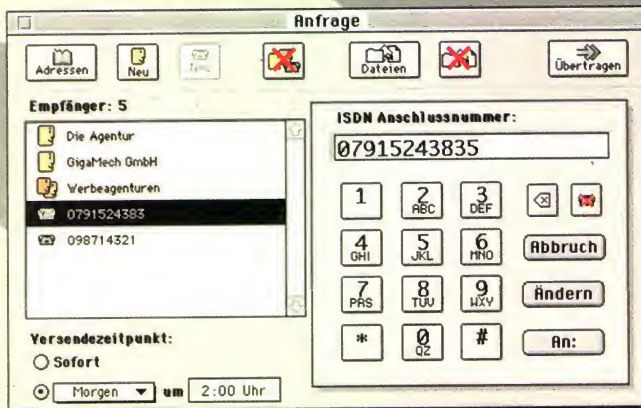 Anfrage
Adressen
Neu
Dateien
Übertragen
Empfänger: 5
Die Agentur
GigaMech GmbH
Werbeagenturen
0791524383
098714321
Versendezeitpunkt:
Sofort
Morgen um 2:00 Uhr
ISDN Anschlussnummer:
07915243835
1 2 ABC 3 DEF
4 GHI 5 JKL 6 MNO Abbruch
7 PRS 8 TUV 9 WXY Ändern
* 0 QZ # An: